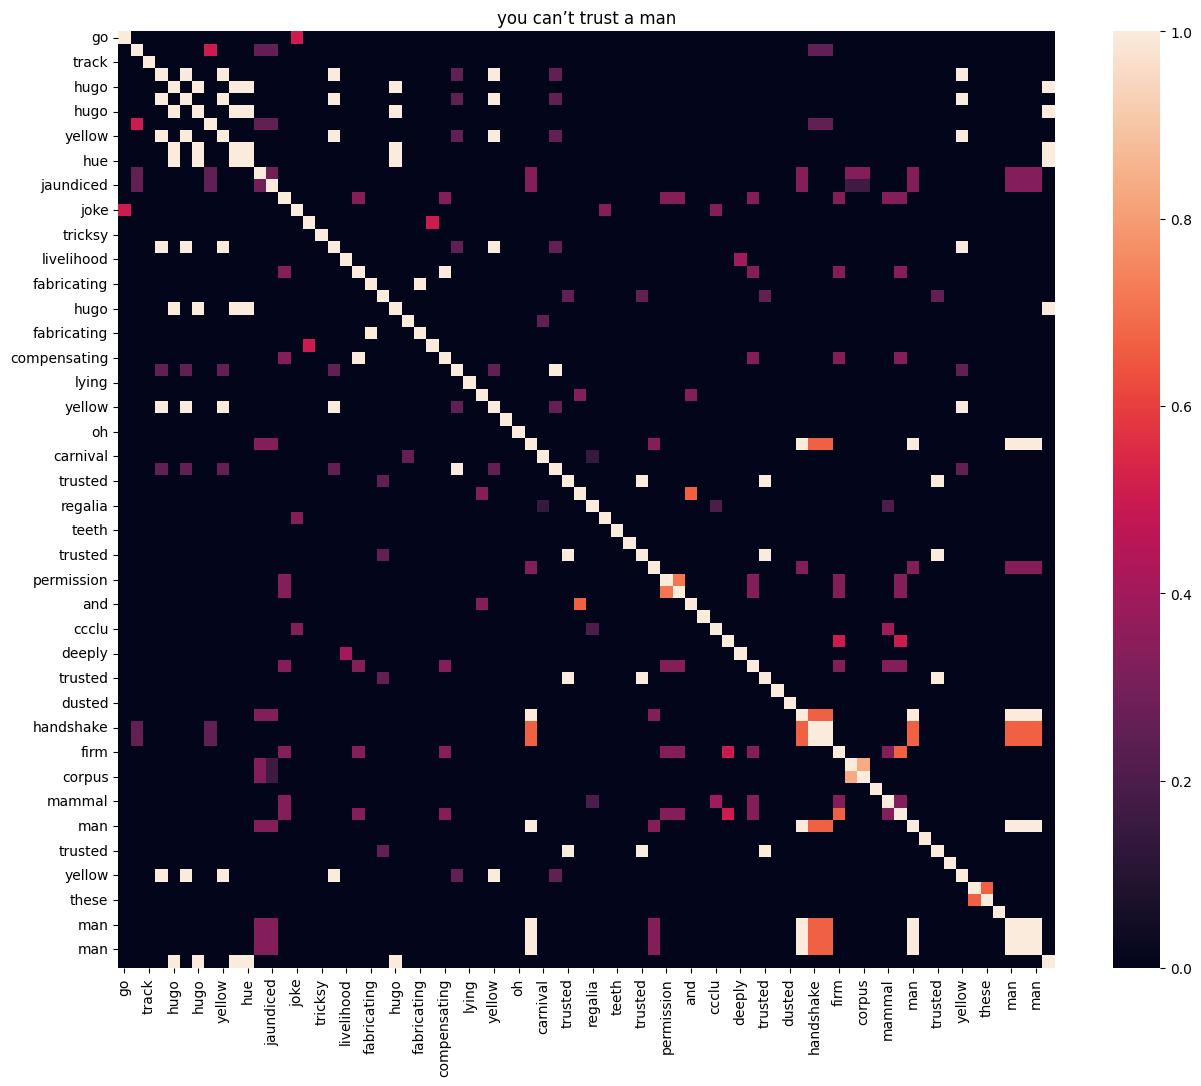 you can’t trust a man
go
track
hugo
hugo
yellow
hue
jaundiced
joke
tricksy
livelihood
fabricating
hugo
fabricating
compensating
lying
yellow
oh
carnival
trusted
regalia
teeth
trusted
permission
and
ccclu
deeply
trusted
dusted
handshake
firm
corpus
mammal
man
trusted
yellow
these
man
man
go
track
hugo
hugo
yellow
hue
jaundiced
joke
tricksy
livelihood
fabricating
hugo
fabricating
compensating
lying
yellow
oh
carnival
trusted
regalia
teeth
trusted
permission
and
ccclu
deeply
trusted
dusted
handshake
firm
corpus
mammal
man
trusted
yellow
these
man
man
1.0
0.8
0.6
0.4
0.2
0.0